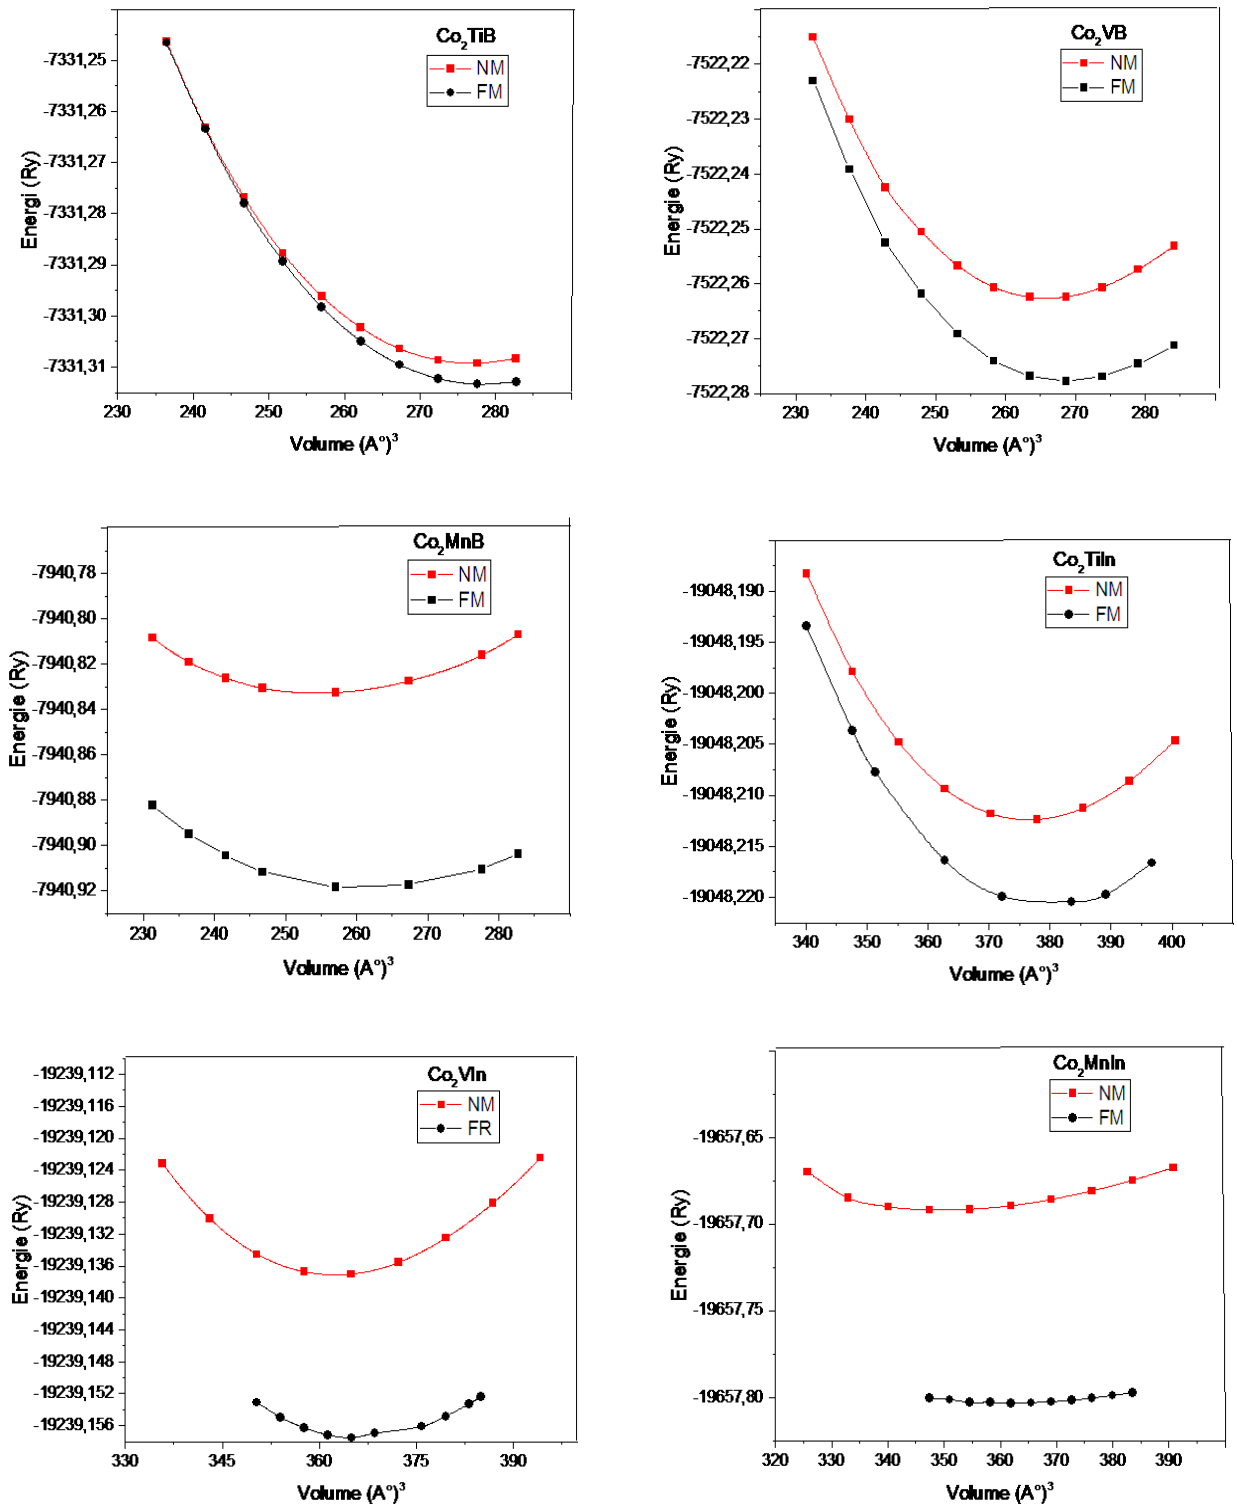 Co₂TiB
NM
FM
-7331,25
-7331,26
-7331,27
-7331,28
-7331,29
-7331,30
-7331,31
Energi (Ry)
230 240 250 260 270 280
Volume (A°)³
Co₂VB
NM
FM
-7522,22
-7522,23
-7522,24
-7522,25
-7522,26
-7522,27
-7522,28
Energie (Ry)
230 240 250 260 270 280
Volume (A°)³
Co₂MnB
NM
FM
-7940,78
-7940,80
-7940,82
-7940,84
-7940,86
-7940,88
-7940,90
-7940,92
Energie (Ry)
230 240 250 260 270 280
Volume (A°)³
Co₂TiIn
NM
FM
-19048,190
-19048,195
-19048,200
-19048,205
-19048,210
-19048,215
-19048,220
Energie (Ry)
340 350 360 370 380 390 400
Volume (A°)³
Co₂VIn
NM
FR
-19239,112
-19239,116
-19239,120
-19239,124
-19239,128
-19239,132
-19239,136
-19239,140
-19239,144
-19239,148
-19239,152
-19239,156
Energie (Ry)
330 345 360 375 390
Volume (A°)³
Co₂MnIn
NM
FM
-19657,65
-19657,70
-19657,75
-19657,80
Energie (Ry)
320 330 340 350 360 370 380 390
Volume (A°)³